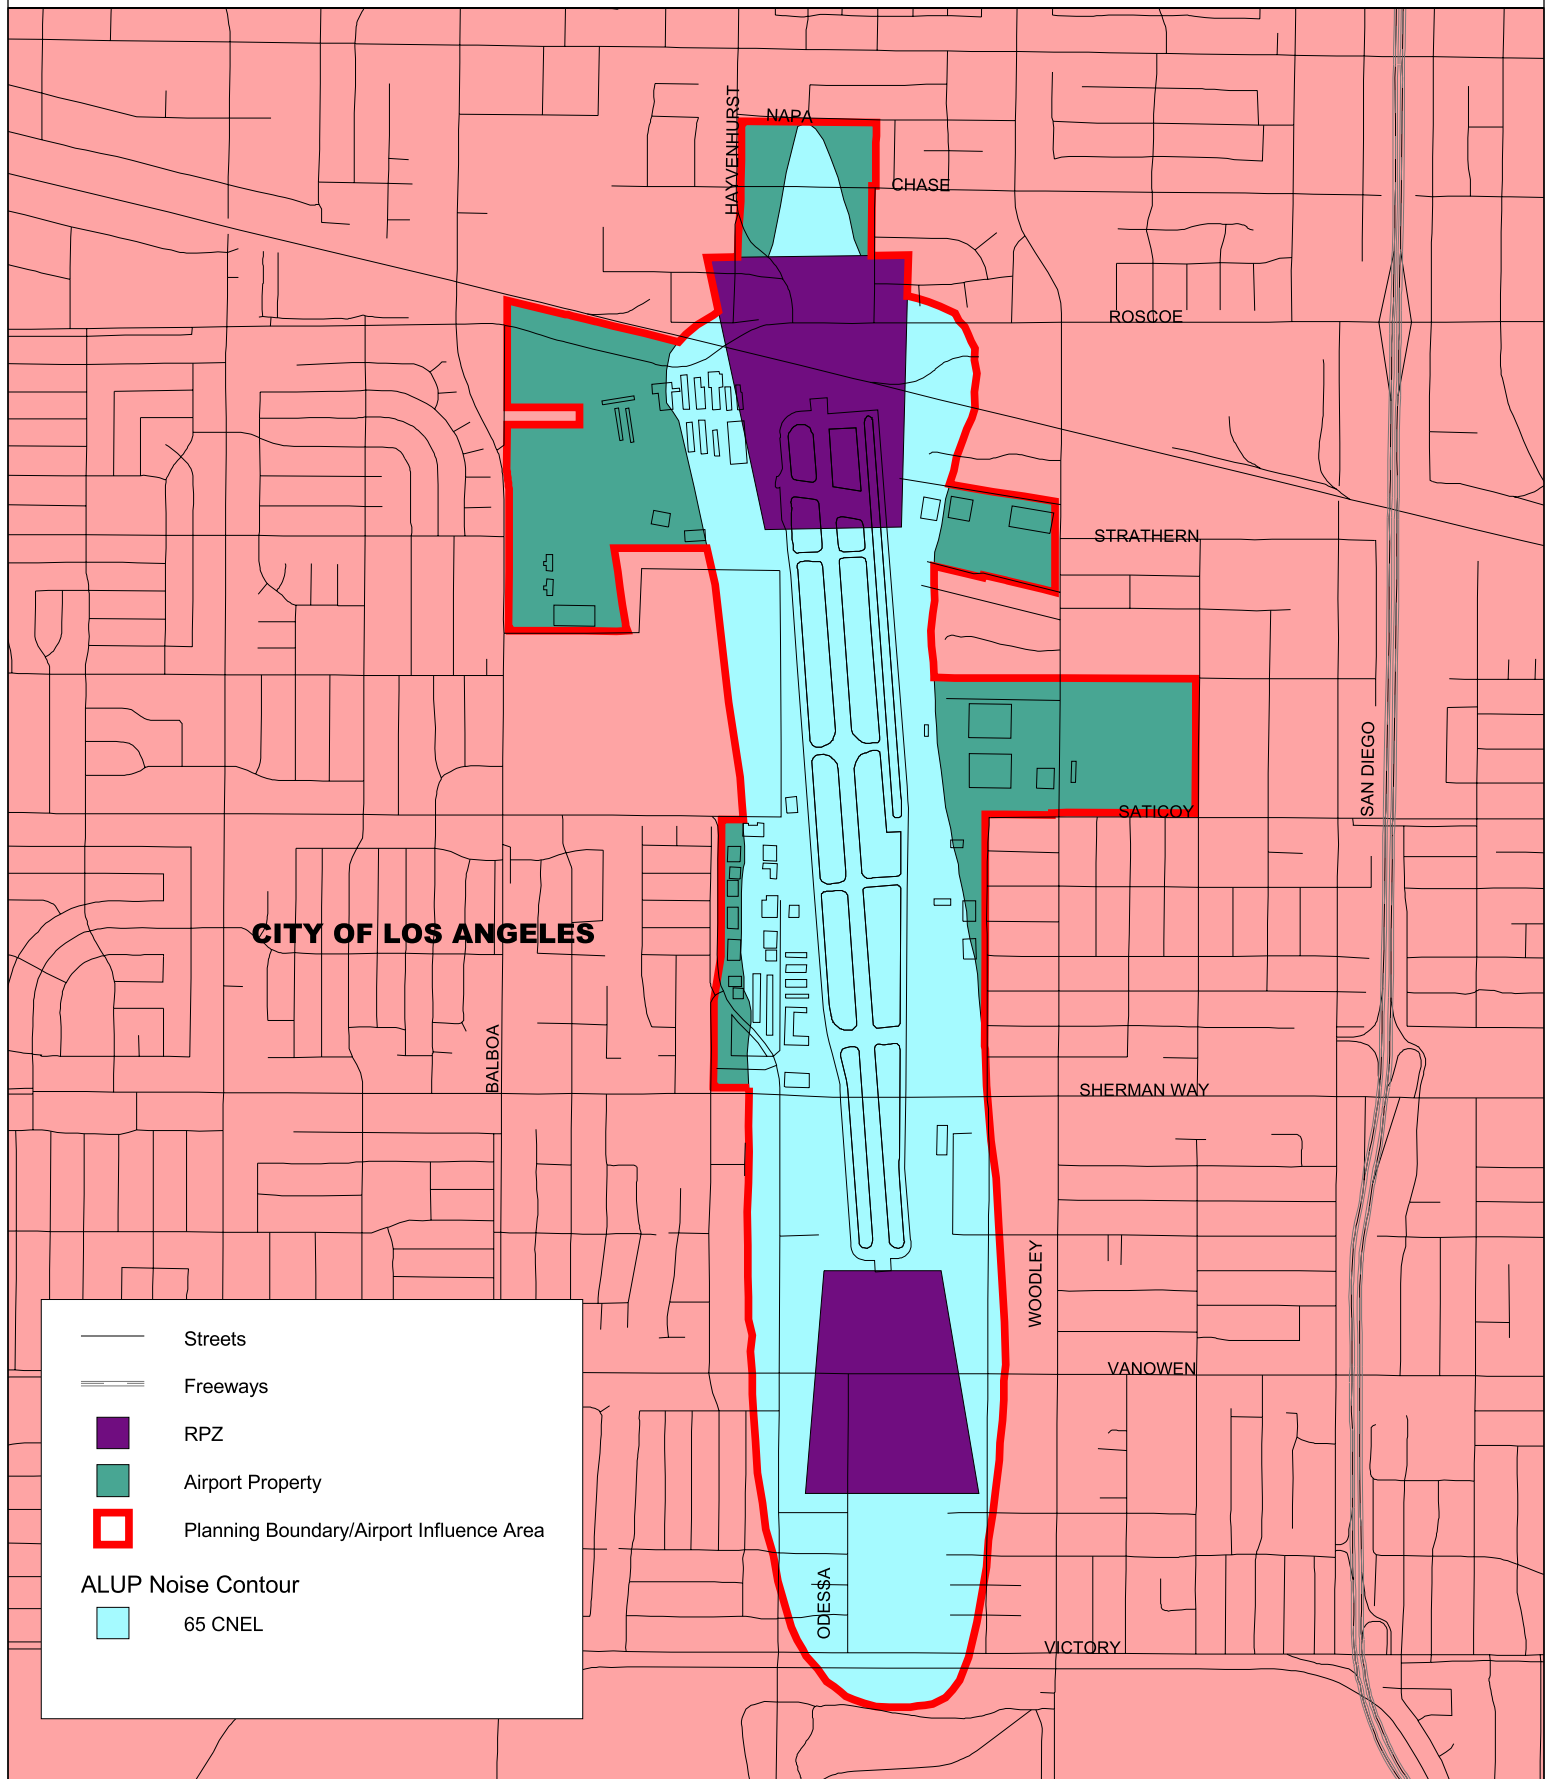 HAYVENHURST
NAPA
CHASE
ROSCOE
STRATHERN
SAN DIEGO
SATICOY
CITY OF LOS ANGELES
BALBOA
SHERMAN WAY
WOODLEY
VANOWEN
ODESSA
VICTORY
Streets
Freeways
RPZ
Airport Property
Planning Boundary/Airport Influence Area
ALUP Noise Contour
65 CNEL